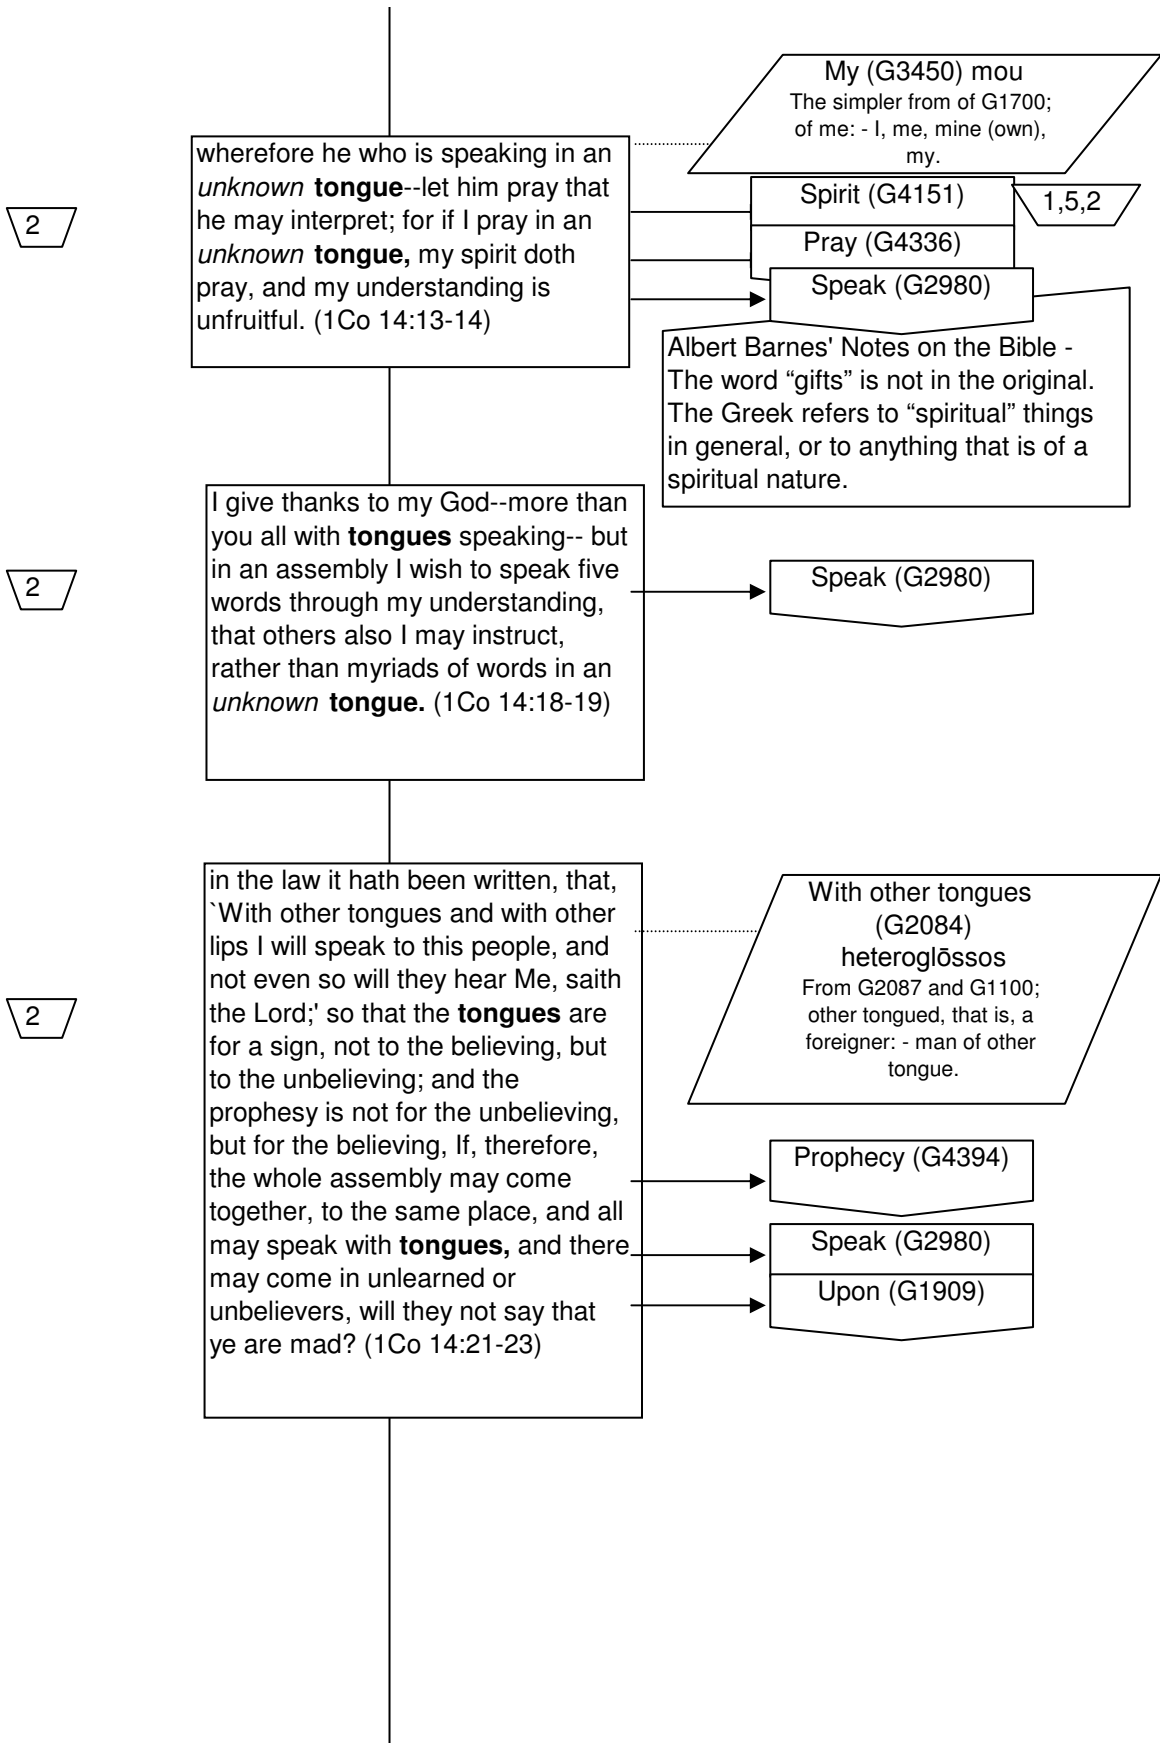 My (G3450) mou
The simpler from of G1700;
of me: - I, me, mine (own),
my.
wherefore he who is speaking in an
unknown tongue--let him pray that
he may interpret; for if I pray in an
unknown tongue, my spirit doth
pray, and my understanding is
unfruitful. (1Co 14:13-14)
2
Spirit (G4151)
1,5,2
Pray (G4336)
Speak (G2980)
Albert Barnes' Notes on the Bible -
The word “gifts” is not in the original.
The Greek refers to “spiritual” things
in general, or to anything that is of a
spiritual nature.
I give thanks to my God--more than
you all with tongues speaking-- but
in an assembly I wish to speak five
words through my understanding,
that others also I may instruct,
rather than myriads of words in an
unknown tongue. (1Co 14:18-19)
2
Speak (G2980)
in the law it hath been written, that,
`With other tongues and with other
lips I will speak to this people, and
not even so will they hear Me, saith
the Lord;' so that the tongues are
for a sign, not to the believing, but
to the unbelieving; and the
prophesy is not for the unbelieving,
but for the believing, If, therefore,
the whole assembly may come
together, to the same place, and all
may speak with tongues, and there
may come in unlearned or
unbelievers, will they not say that
ye are mad? (1Co 14:21-23)
2
With other tongues
(G2084)
heteroglōssos
From G2087 and G1100;
other tongued, that is, a
foreigner: - man of other
tongue.
Prophecy (G4394)
Speak (G2980)
Upon (G1909)